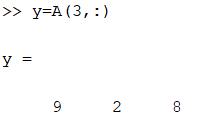 >> y=A(3,:)
y =
9 2 8